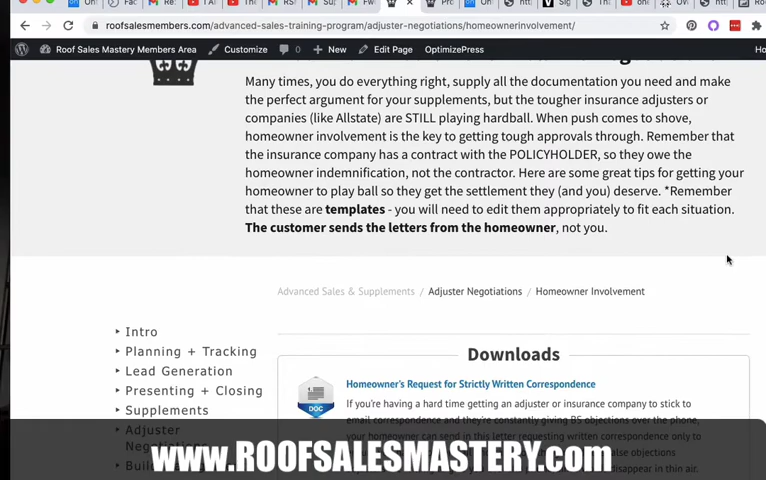 roofsalesmembers.com/advanced-sales-training-program/adjuster-negotiations/homeownerinvolvement/
Roof Sales Mastery Members Area Customize 0 New Edit Page OptimizePress
Many times, you do everything right, supply all the documentation you need and make
the perfect argument for your supplements, but the tougher insurance adjusters or
companies (like Allstate) are STILL playing hardball. When push comes to shove,
homeowner involvement is the key to getting tough approvals through. Remember that
the insurance company has a contract with the POLICYHOLDER, so they owe the
homeowner indemnification, not the contractor. Here are some great tips for getting your
homeowner to play ball so they get the settlement they (and you) deserve. *Remember
that these are templates - you will need to edit them appropriately to fit each situation.
The customer sends the letters from the homeowner, not you.
Advanced Sales & Supplements / Adjuster Negotiations / Homeowner Involvement
Intro
Planning + Tracking
Lead Generation
Presenting + Closing
Supplements
Adjuster
Negotiations
Downloads
DOC
Homeowner's Request for Strictly Written Correspondence
If you're having a hard time getting an adjuster or insurance company to stick to
email correspondence and they're constantly giving BS objections over the phone,
your homeowner can send in this letter requesting written correspondence only to
objections
disappear in thin air.
www.ROOFSALESMASTERY.com